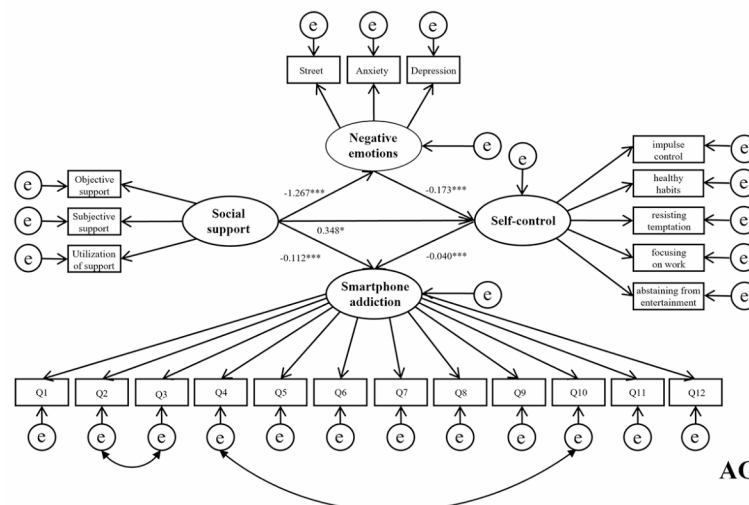 e e e
Street Anxiety Depression
Negative
emotions
e
e
impulse
control
e
healthy
habits
e
resisting
temptation
e
focusing
on work
e
abstaining from
entertainment
e
e
Objective
support
e
Subjective
support
e
Utilization
of support
Social
support
Self-control
-1.267***
-0.173***
0.348*
-0.112***
-0.040***
Smartphone
addiction
e
Q1 Q2 Q3 Q4 Q5 Q6 Q7 Q8 Q9 Q10 Q11 Q12
e e e e e e e e e e e e